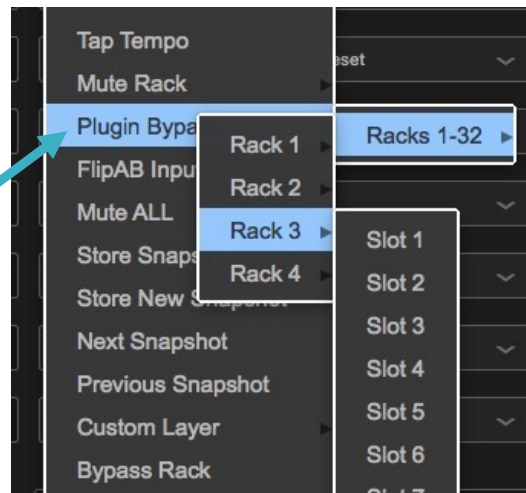 Tap Tempo
eset
Mute Rack
Plugin Bypa
Racks 1-32
Rack 1
FlipAB Inpu
Rack 2
Mute ALL
Rack 3
Slot 1
Store Snaps
Rack 4
Slot 2
Store New Snapshot
Slot 3
Next Snapshot
Slot 4
Previous Snapshot
Slot 5
Custom Layer
Slot 6
Bypass Rack